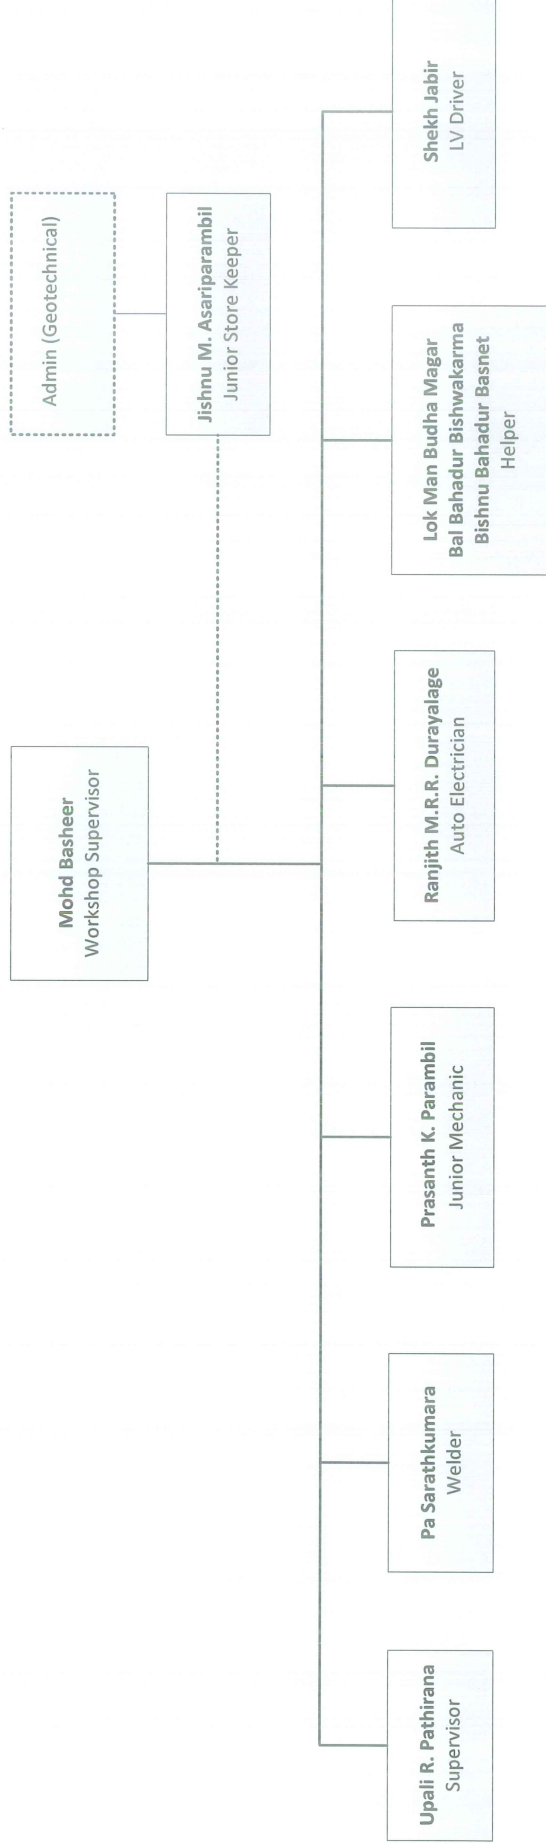 Mohd Basheer
Workshop Supervisor
Admin (Geotechnical)
Jishnu M. Asariparambil
Junior Store Keeper
Upali R. Pathirana
Supervisor
Pa Sarathkumara
Welder
Prasanth K. Parambil
Junior Mechanic
Ranjith M.R.R. Durayalage
Auto Electrician
Lok Man Budha Magar
Bal Bahadur Bishwakarma
Bishnu Bahadur Basnet
Helper
Shekh Jabir
LV Driver